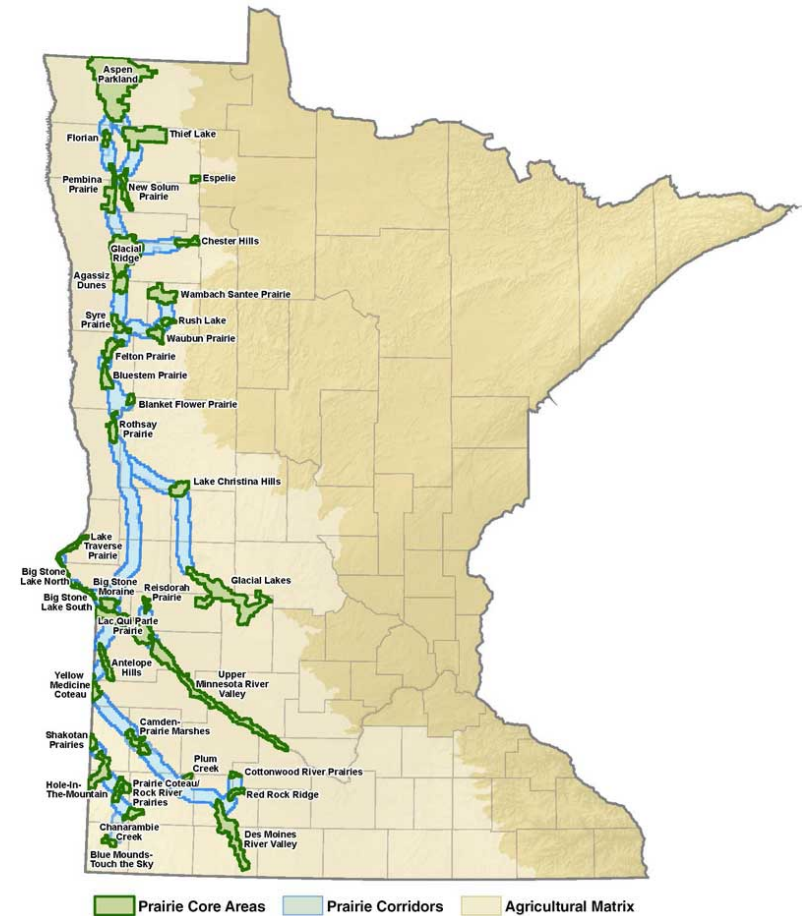 Aspen
Parkland
Florian
Thief Lake
Pembina
Prairie
New Solum
Prairie
Espelie
Glacial
Ridge
Chester Hills
Agassiz
Dunes
Wambach Santee Prairie
Syre
Prairie
Rush Lake
Waubun Prairie
Felton Prairie
Bluestem Prairie
Blanket Flower Prairie
Rothsay
Prairie
Lake Christina Hills
Lake
Traverse
Prairie
Big Stone
Lake North
Big Stone
Moraine
Reisdorah
Prairie
Glacial Lakes
Big Stone
Lake South
Lac Qui Parle
Prairie
Antelope
Hills
Yellow
Medicine
Coteau
Upper
Minnesota River
Valley
Shakotan
Prairies
Camden-
Prairie Marshes
Plum
Creek
Cottonwood River Prairies
Hole-In-
The-Mountain
Prairie Coteau/
Rock River
Prairies
Red Rock Ridge
Chanarambie
Creek
Des Moines
River Valley
Blue Mounds-
Touch the Sky
Prairie Core Areas
Prairie Corridors
Agricultural Matrix